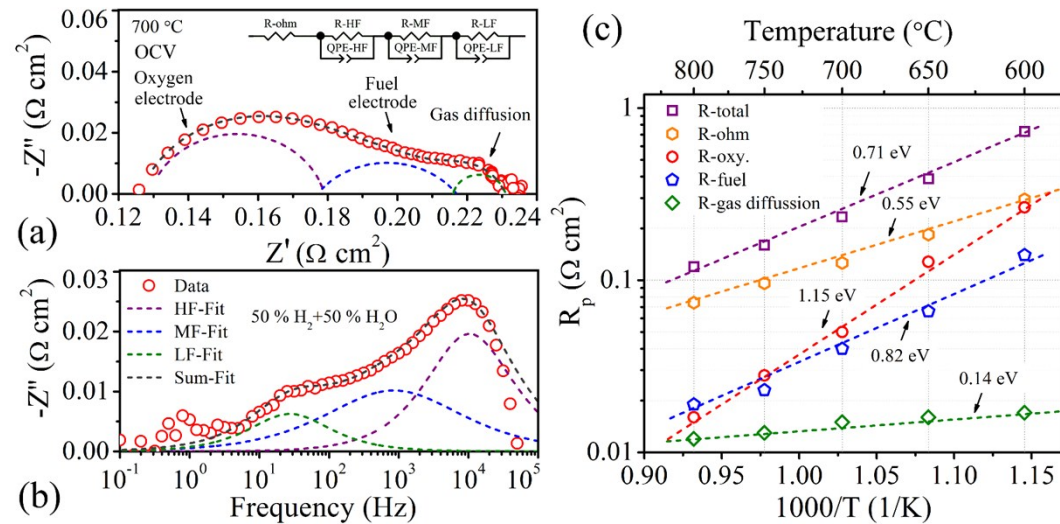 700 °C
OCV
Oxygen
electrode
R-ohm
R-HF
R-MF
R-LF
QPE-HF
QPE-MF
QPE-LF
Fuel
electrode
Gas diffusion
-Z'' (Ω cm²)
0.06
0.04
0.02
0.00
0.12
0.14
0.16
0.18
0.20
0.22
0.24
Z' (Ω cm²)
(a)
Data
HF-Fit
MF-Fit
LF-Fit
Sum-Fit
50 % H₂+50 % H₂O
-Z'' (Ω cm²)
0.03
0.02
0.01
0.00
10⁻¹
10⁰
10¹
10²
10³
10⁴
10⁵
Frequency (Hz)
(b)
(c)
Temperature (°C)
800
750
700
650
600
R-total
R-ohm
R-oxy.
R-fuel
R-gas diffussion
0.71 eV
0.55 eV
1.15 eV
0.82 eV
0.14 eV
Rₚ (Ω cm²)
1
0.1
0.01
0.90
0.95
1.00
1.05
1.10
1.15
1000/T (1/K)